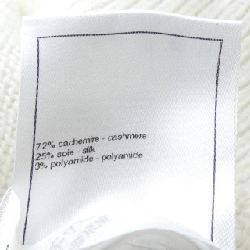 72% cachemire - cashmere
25% soie - silk
3% polyamide - polyamide